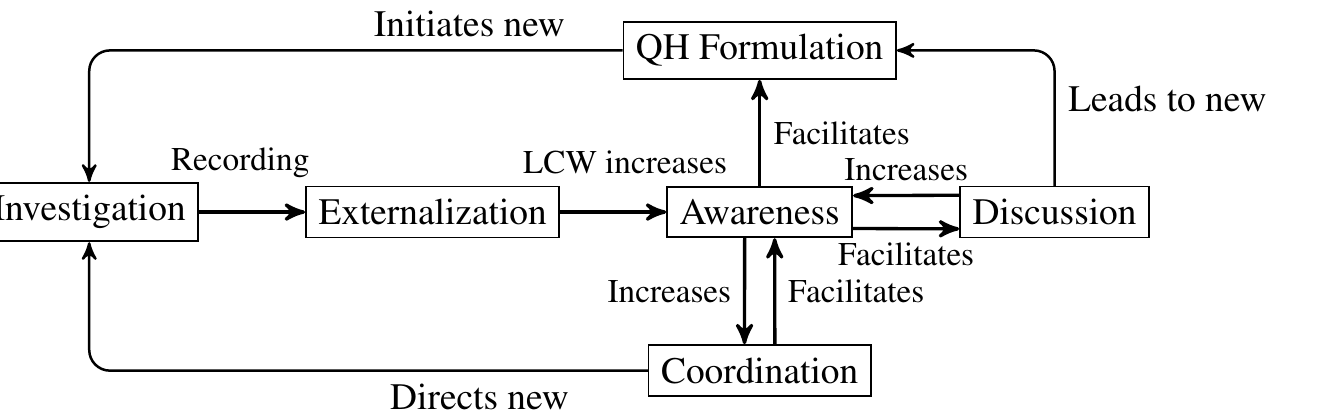 Initiates new
QH Formulation
Leads to new
Facilitates
Recording
LCW increases
Increases
Investigation
Externalization
Awareness
Discussion
Facilitates
Increases
Facilitates
Coordination
Directs new